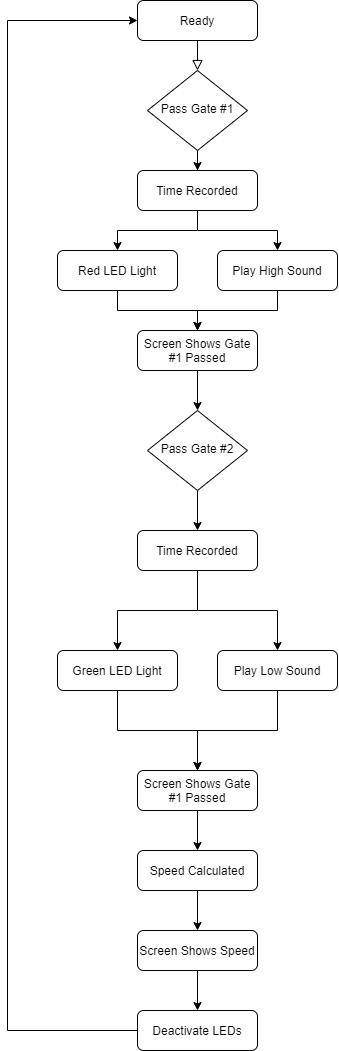 Ready
Pass Gate #1
Time Recorded
Red LED Light
Play High Sound
Screen Shows Gate
#1 Passed
Pass Gate #2
Time Recorded
Green LED Light
Play Low Sound
Screen Shows Gate
#1 Passed
Speed Calculated
Screen Shows Speed
Deactivate LEDs